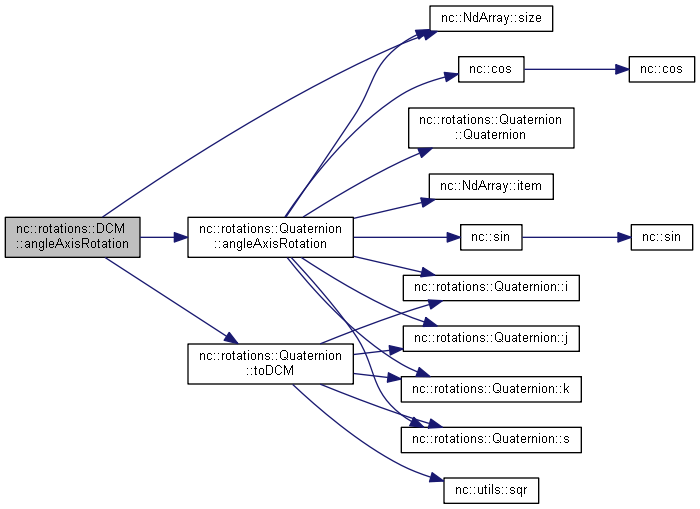 nc::rotations::DCM
::angleAxisRotation
nc::rotations::Quaternion
::angleAxisRotation
nc::rotations::Quaternion
::toDCM
nc::NdArray::size
nc::cos
nc::cos
nc::rotations::Quaternion
::Quaternion
nc::NdArray::item
nc::sin
nc::sin
nc::rotations::Quaternion::i
nc::rotations::Quaternion::j
nc::rotations::Quaternion::k
nc::rotations::Quaternion::s
nc::utils::sqr